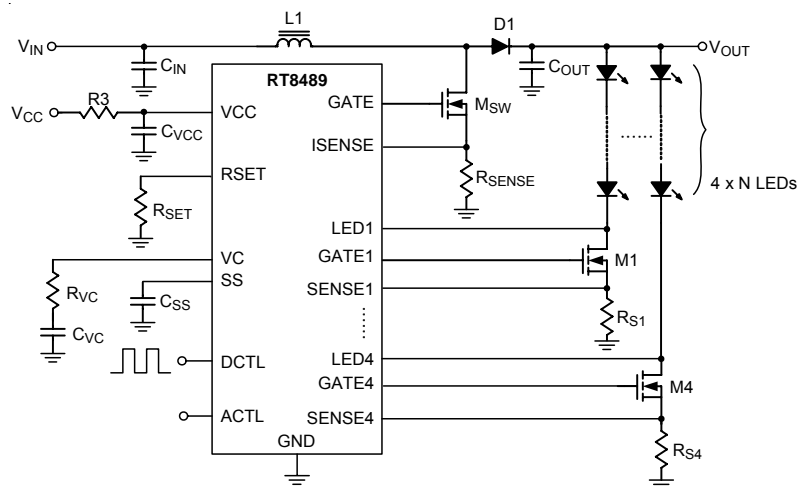 L1
D1
VIN
VOUT
CIN
COUT
RT8489
R3
VCC
VCC
GATE
MSW
CVCC
ISENSE
RSET
RSENSE
4 x N LEDs
RSET
LED1
VC
GATE1
M1
SS
RVC
CSS
SENSE1
RS1
CVC
DCTL
LED4
GATE4
M4
ACTL
SENSE4
GND
RS4